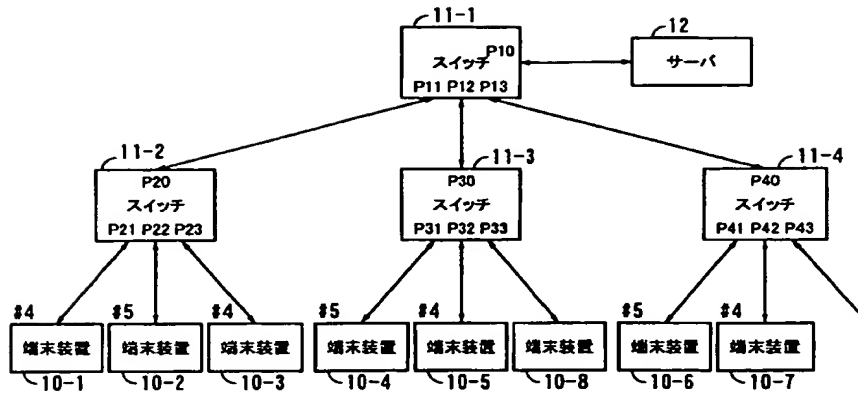 11-1
12
P10
スイッチ
サーバ
P11 P12 P13
11-2
11-3
11-4
P20
P30
P40
スイッチ
スイッチ
スイッチ
P21 P22 P23
P31 P32 P33
P41 P42 P43
#4
#5
#4
#5
#4
#5
#4
端末装置
端末装置
端末装置
端末装置
端末装置
端末装置
端末装置
端末装置
10-1
10-2
10-3
10-4
10-5
10-8
10-6
10-7